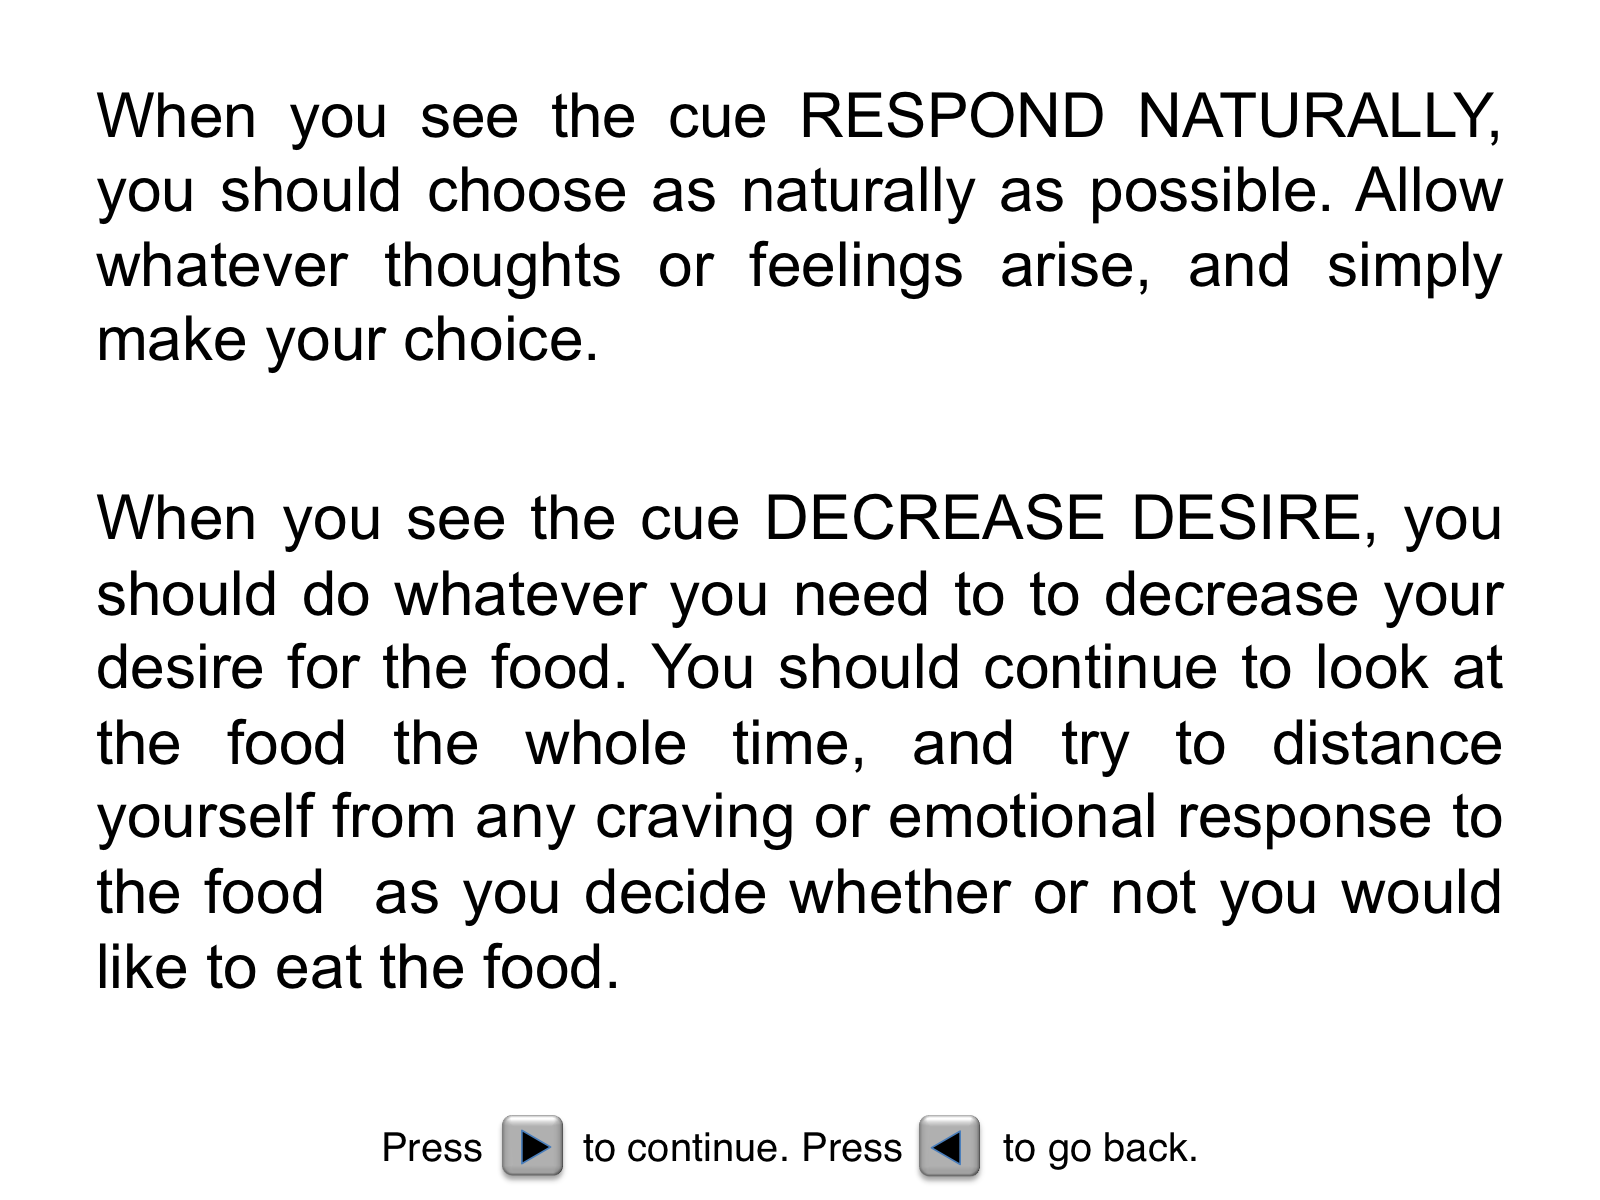 When you see the cue RESPOND NATURALLY,
you should choose as naturally as possible. Allow
whatever thoughts or feelings arise, and simply
make your choice.
When you see the cue DECREASE DESIRE, you
should do whatever you need to to decrease your
desire for the food. You should continue to look at
the food the whole time, and try to distance
yourself from any craving or emotional response to
the food as you decide whether or not you would
like to eat the food.
Press to continue. Press to go back.